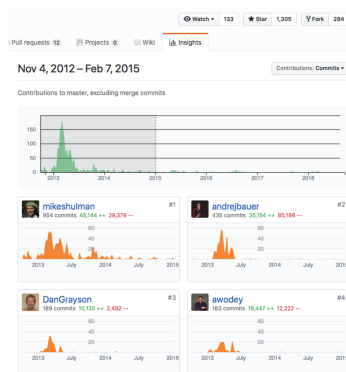 Watch 133 Star 1,305 Fork 284
Pull requests 12 Projects 0 Wiki Insights
Nov 4, 2012 – Feb 7, 2015 Contributions: Commits
Contributions to master, excluding merge commits
150
100
50
0
2013 2014 2015 2016 2017 2018
mikeshulman #1
954 commits 45,144 ++ 29,379 --
60
40
20
2013 July 2014 July 2015
andrejbauer #2
435 commits 35,154 ++ 85,186 --
60
40
20
2013 July 2014 July
DanGrayson #3
189 commits 10,130 ++ 2,492 --
60
40
20
2013 July 2014 July 2015
awodey #4
183 commits 19,447 ++ 12,222 --
60
40
20
2013 July 2014 July